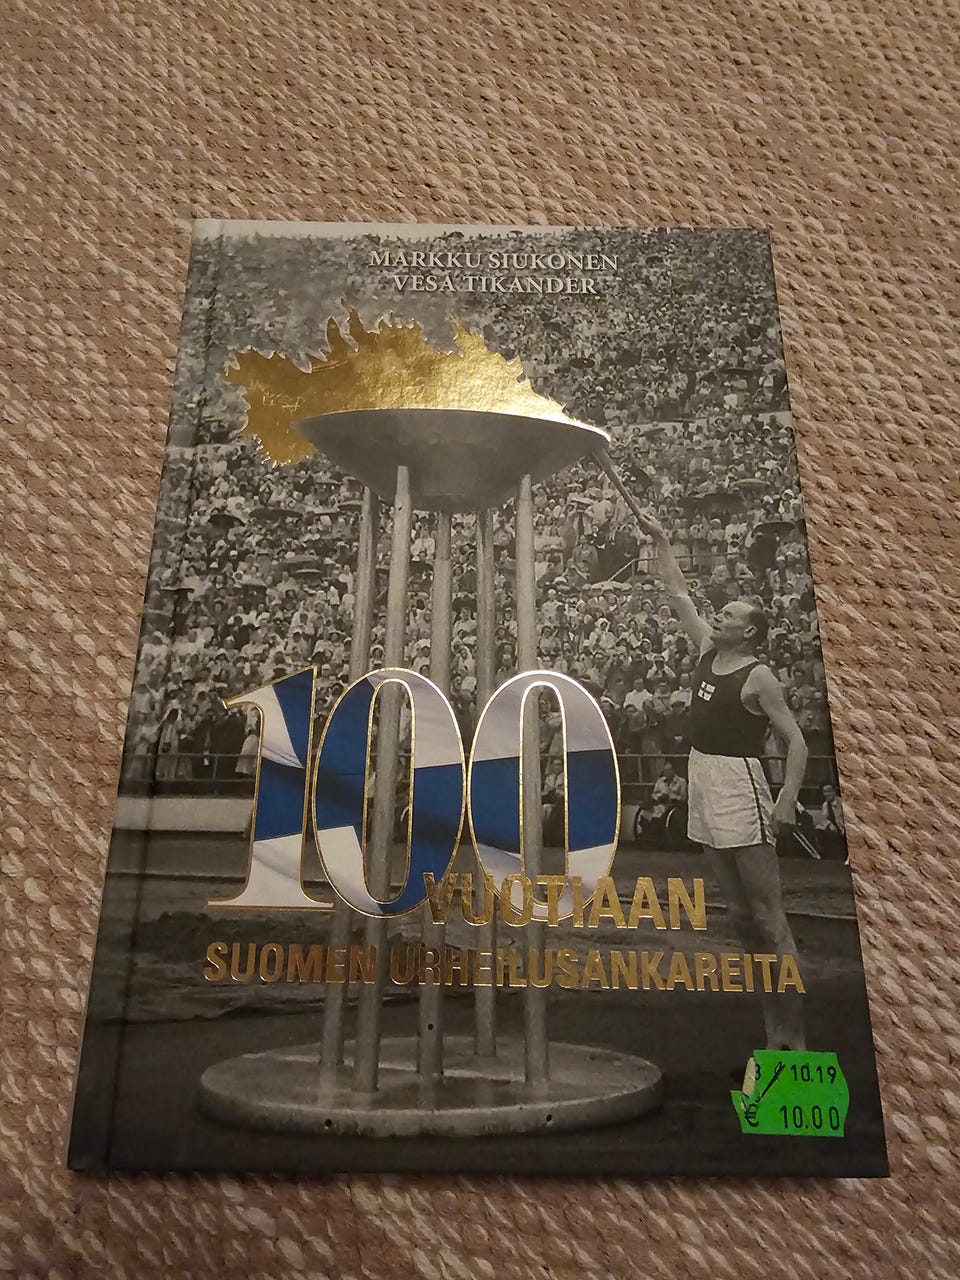 MARKKU SIUKONEN
VESA TIKANDER
100
VUOTIAAN
SUOMEN URHEILUSANKAREITA
10.19
€ 10.00